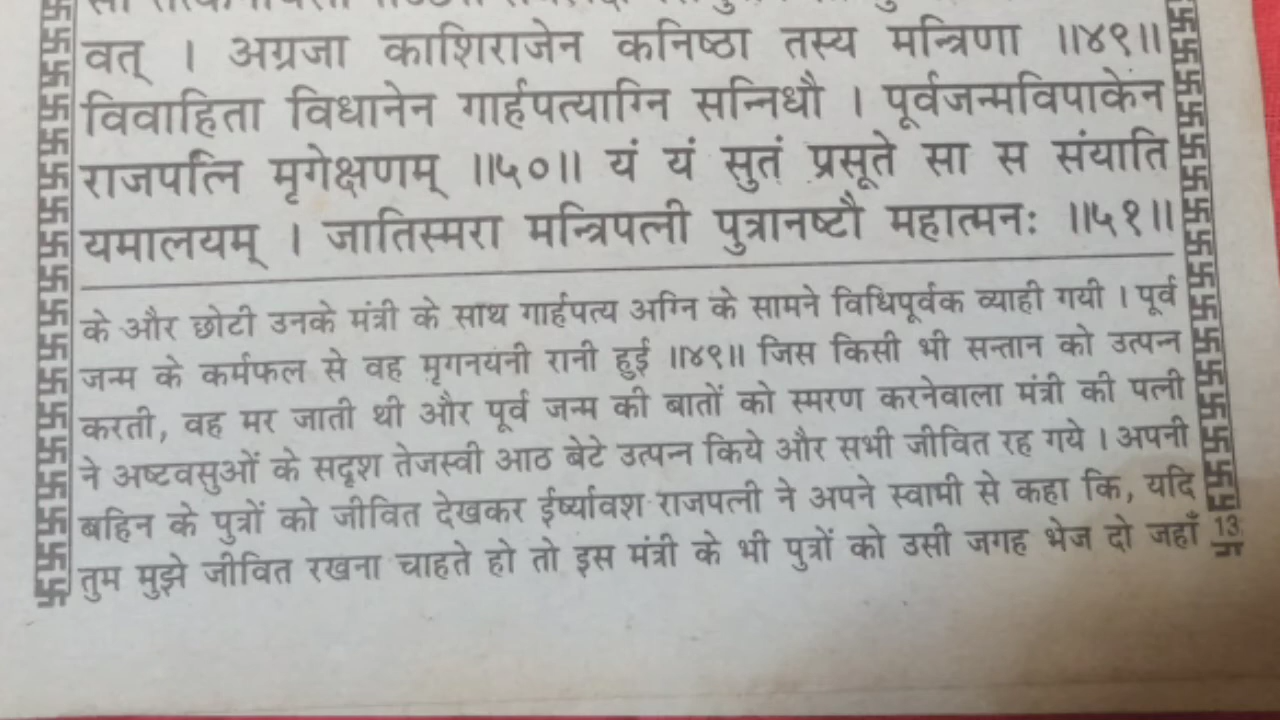 वत् । अग्रजा काशिराजेन कनिष्ठा तस्य मन्त्रिणा ॥४९॥
विवाहिता विधानेन गार्हपत्याग्नि सन्निधौ । पूर्वजन्मविपाकेन
राजपत्नि मृगेक्षणम् ॥५०॥ यं यं सुतं प्रसूते सा स संयाति
यमालयम् । जातिस्मरा मन्त्रिपत्नी पुत्रानष्टौ महात्मनः ॥५१॥
के और छोटी उनके मंत्री के साथ गार्हपत्य अग्नि के सामने विधिपूर्वक व्याही गयी । पूर्व
जन्म के कर्मफल से वह मृगनयनी रानी हुई ॥४९॥ जिस किसी भी सन्तान को उत्पन्न
करती, वह मर जाती थी और पूर्व जन्म की बातों को स्मरण करनेवाला मंत्री की पत्नी
ने अष्टवसुओं के सदृश तेजस्वी आठ बेटे उत्पन्न किये और सभी जीवित रह गये । अपनी
बहिन के पुत्रों को जीवित देखकर ईर्ष्यावश राजपत्नी ने अपने स्वामी से कहा कि, यदि
तुम मुझे जीवित रखना चाहते हो तो इस मंत्री के भी पुत्रों को उसी जगह भेज दो जहाँ
13